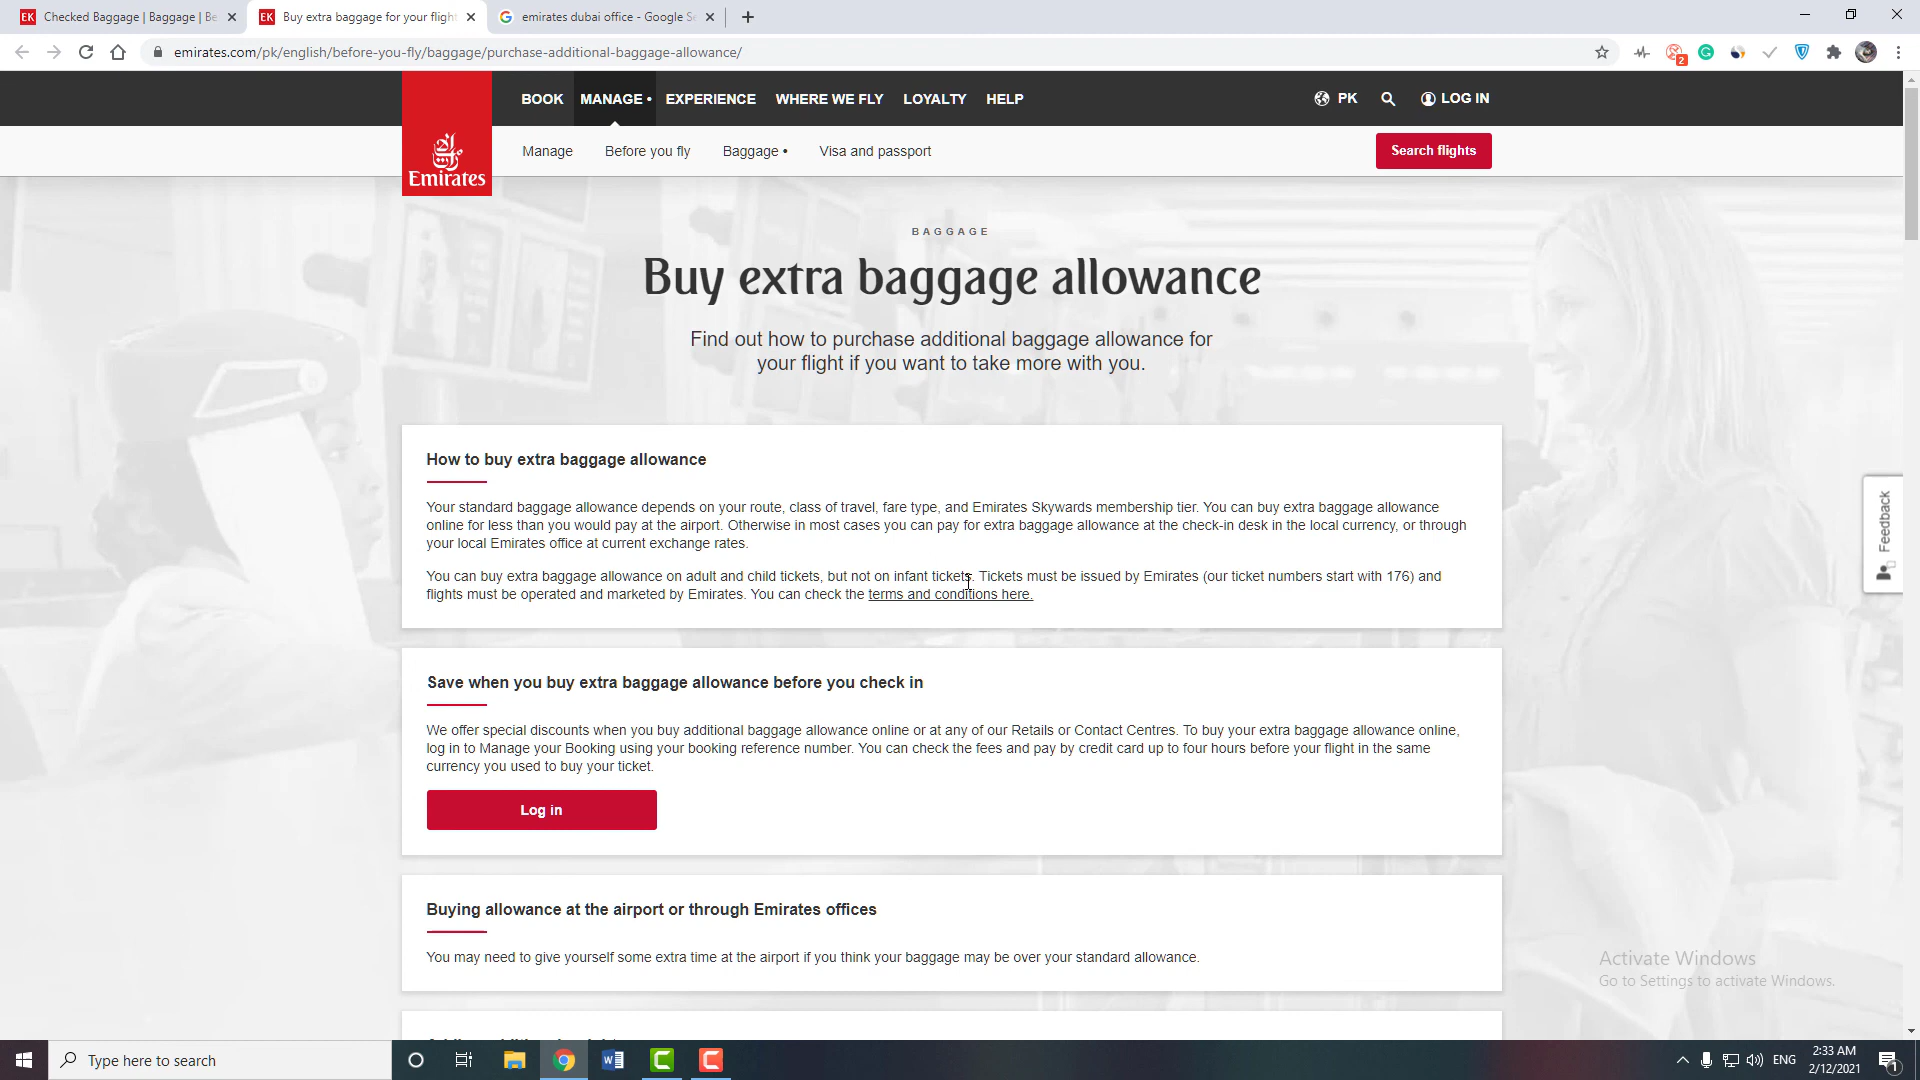 EK Checked Baggage | Baggage | Be
EK Buy extra baggage for your flight
emirates dubai office - Google Se
emirates.com/pk/english/before-you-fly/baggage/purchase-additional-baggage-allowance/
2
BOOK MANAGE • EXPERIENCE WHERE WE FLY LOYALTY HELP
PK LOG IN
Emirates
Manage Before you fly Baggage • Visa and passport
Search flights
BAGGAGE
Buy extra baggage allowance
Find out how to purchase additional baggage allowance for
your flight if you want to take more with you.
How to buy extra baggage allowance
Your standard baggage allowance depends on your route, class of travel, fare type, and Emirates Skywards membership tier. You can buy extra baggage allowance
online for less than you would pay at the airport. Otherwise in most cases you can pay for extra baggage allowance at the check-in desk in the local currency, or through
your local Emirates office at current exchange rates.
You can buy extra baggage allowance on adult and child tickets, but not on infant tickets. Tickets must be issued by Emirates (our ticket numbers start with 176) and
flights must be operated and marketed by Emirates. You can check the terms and conditions here.
Feedback
Save when you buy extra baggage allowance before you check in
We offer special discounts when you buy additional baggage allowance online or at any of our Retails or Contact Centres. To buy your extra baggage allowance online,
log in to Manage your Booking using your booking reference number. You can check the fees and pay by credit card up to four hours before your flight in the same
currency you used to buy your ticket.
Log in
Buying allowance at the airport or through Emirates offices
You may need to give yourself some extra time at the airport if you think your baggage may be over your standard allowance.
Activate Windows
Go to Settings to activate Windows.
Type here to search
ENG
2:33 AM
2/12/2021
1